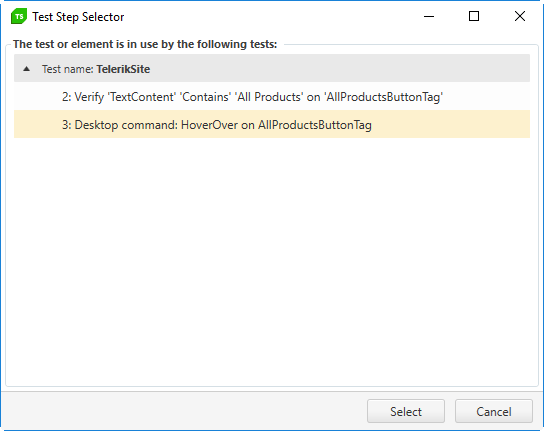 TS Test Step Selector
The test or element is in use by the following tests:
Test name: TelerikSite
2: Verify 'TextContent' 'Contains' 'All Products' on 'AllProductsButtonTag'
3: Desktop command: HoverOver on AllProductsButtonTag
Select Cancel